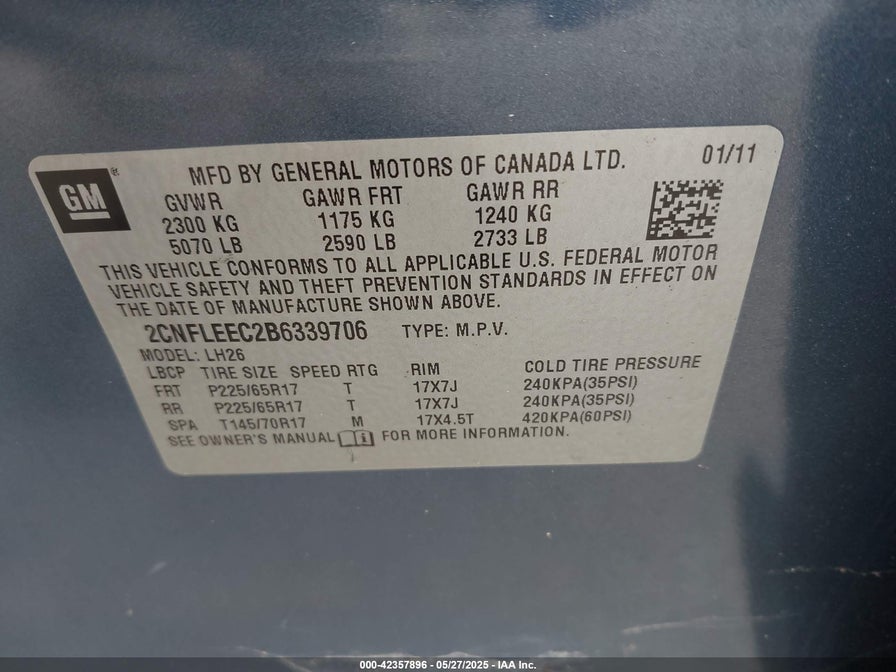 GM
®
MFD BY GENERAL MOTORS OF CANADA LTD.
01/11
GVWR GAWR FRT GAWR RR
2300 KG 1175 KG 1240 KG
5070 LB 2590 LB 2733 LB
THIS VEHICLE CONFORMS TO ALL APPLICABLE U.S. FEDERAL MOTOR
VEHICLE SAFETY AND THEFT PREVENTION STANDARDS IN EFFECT ON
THE DATE OF MANUFACTURE SHOWN ABOVE.
2CNFLEEC2B6339706 TYPE: M.P.V.
MODEL: LH26
LBCP TIRE SIZE SPEED RTG RIM COLD TIRE PRESSURE
FRT P225/65R17 T 17X7J 240KPA(35PSI)
RR P225/65R17 T 17X7J 240KPA(35PSI)
SPA T145/70R17 M 17X4.5T 420KPA(60PSI)
SEE OWNER'S MANUAL i FOR MORE INFORMATION.
000-42357896 - 05/27/2025 - IAA Inc.